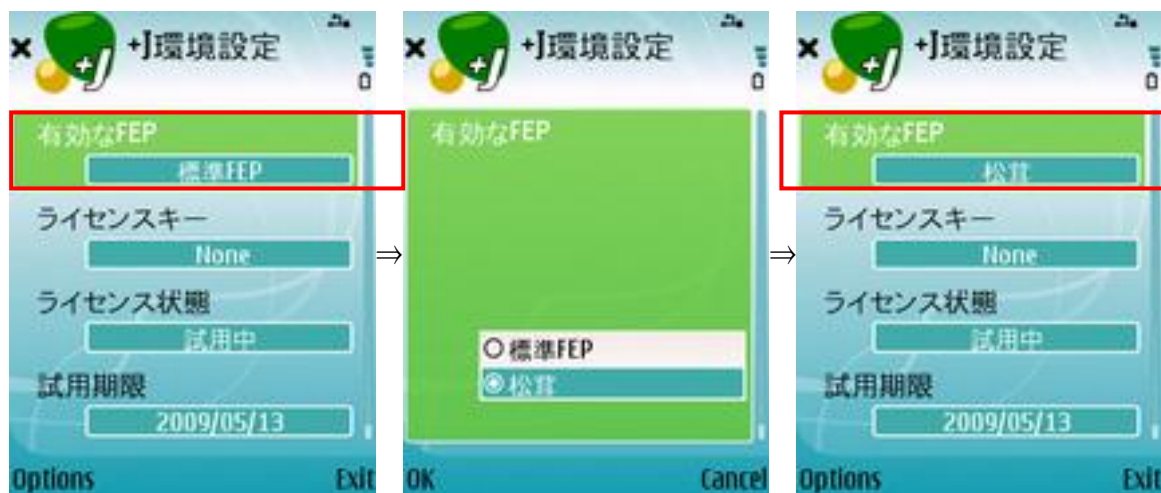 +J環境設定
有効なFEP
標準FEP
ライセンスキー
None
ライセンス状態
試用中
試用期限
2009/05/13
Options Exit
⇒
+J環境設定
有効なFEP
標準FEP
松茸
OK Cancel
⇒
+J環境設定
有効なFEP
松茸
ライセンスキー
None
ライセンス状態
試用中
試用期限
2009/05/13
Options Exit